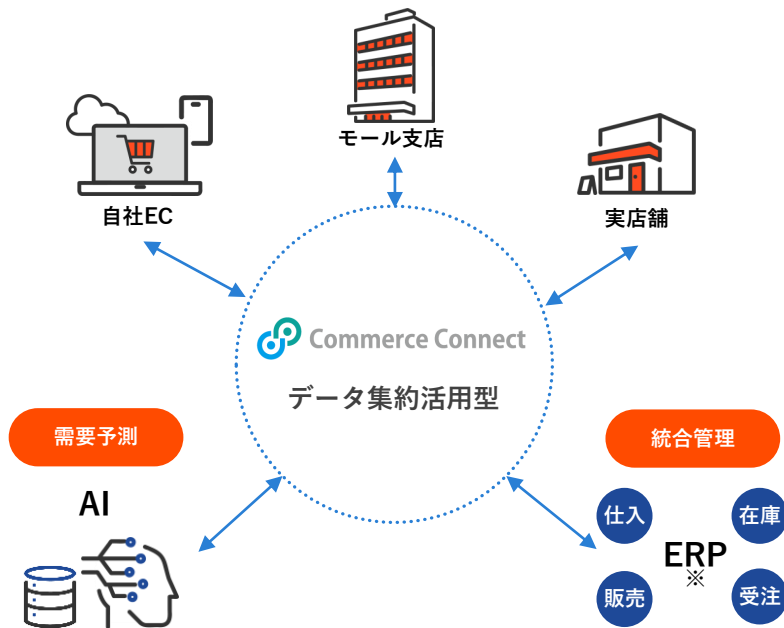 モール支店
自社EC
実店舗
Commerce Connect
データ集約活用型
需要予測
統合管理
AI
仕入
在庫
ERP
※
販売
受注